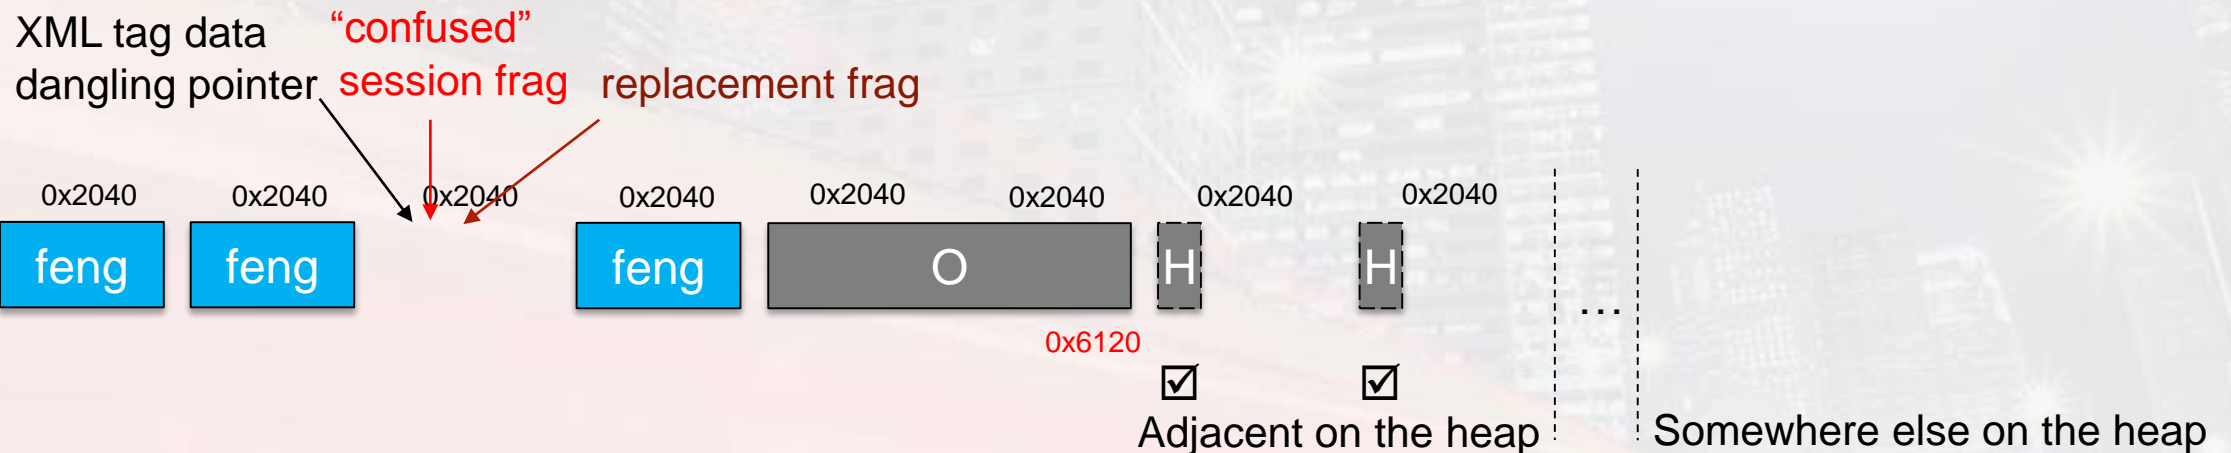 XML tag data
dangling pointer
“confused”
session frag
replacement frag
0x2040
0x2040
0x2040
0x2040
0x2040
0x2040
0x2040
0x2040
feng
feng
feng
O
H
H
...
0x6120
☑
☑
Adjacent on the heap
Somewhere else on the heap